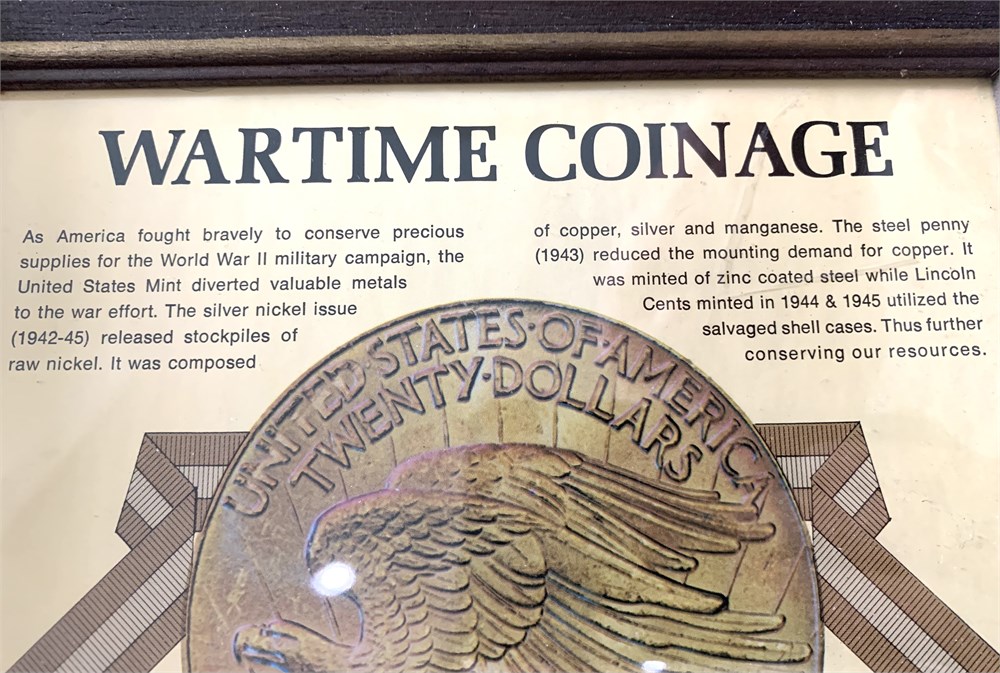 WARTIME COINAGE
As America fought bravely to conserve precious
supplies for the World War II military campaign, the
United States Mint diverted valuable metals
to the war effort. The silver nickel issue
(1942-45) released stockpiles of
raw nickel. It was composed
of copper, silver and manganese. The steel penny
(1943) reduced the mounting demand for copper. It
was minted of zinc coated steel while Lincoln
Cents minted in 1944 & 1945 utilized the
salvaged shell cases. Thus further
conserving our resources.
UNITED·STATES·OF·AMERICA
TWENTY·DOLLARS